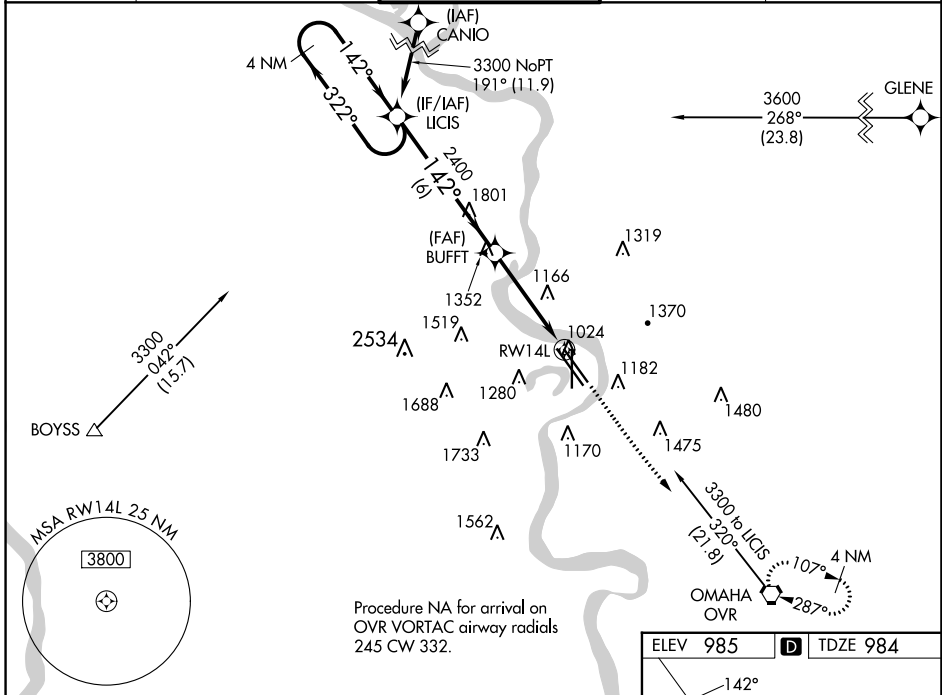 (IAF)
CANIO
4 NM
142°
322°
3300 NoPT
191° (11.9)
(IF/IAF)
LICIS
GLENE
3600
268°
(23.8)
2400
142°
(6)
1801
(FAF)
BUFFT
1352
1319
1166
1370
1519
2534
1024
RW14L
1182
1280
1688
1480
1475
1733
1170
3300
042°
(15.7)
BOYSS
MSA RW14L 25 NM
3800
1562
3300 to LICIS
320°
(21.8)
4 NM
107°
287°
OMAHA
OVR
Procedure NA for arrival on
OVR VORTAC airway radials
245 CW 332.
ELEV 985 D TDZE 984
142°